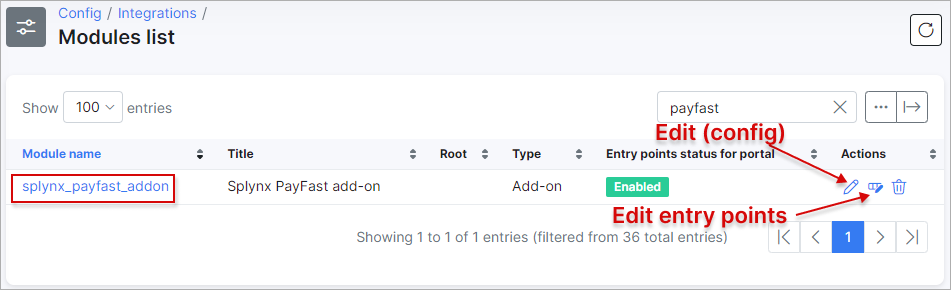 Config / Integrations /
Modules list
Show 100 entries payfast
Edit (config)
Module name Title Root Type Entry points status for portal Actions
splynx_payfast_addon Splynx PayFast add-on Add-on Enabled
Edit entry points
Showing 1 to 1 of 1 entries (filtered from 36 total entries) 1